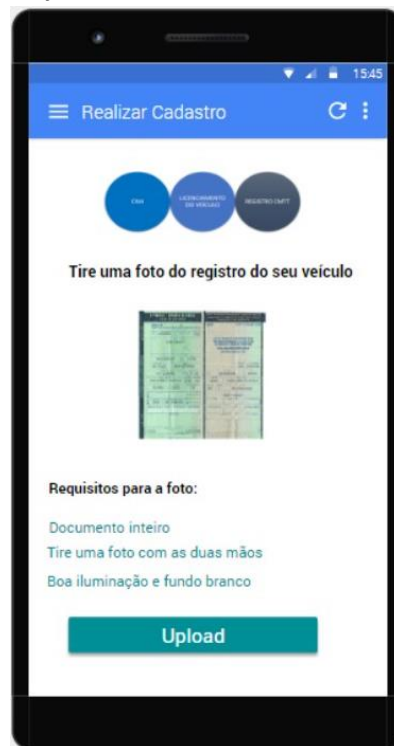 15:45
Realizar Cadastro
CNH
LICENCIAMENTO
DO VEÍCULO
REGISTRO DMTT
Tire uma foto do registro do seu veículo
Requisitos para a foto:
Documento inteiro
Tire uma foto com as duas mãos
Boa iluminação e fundo branco
Upload